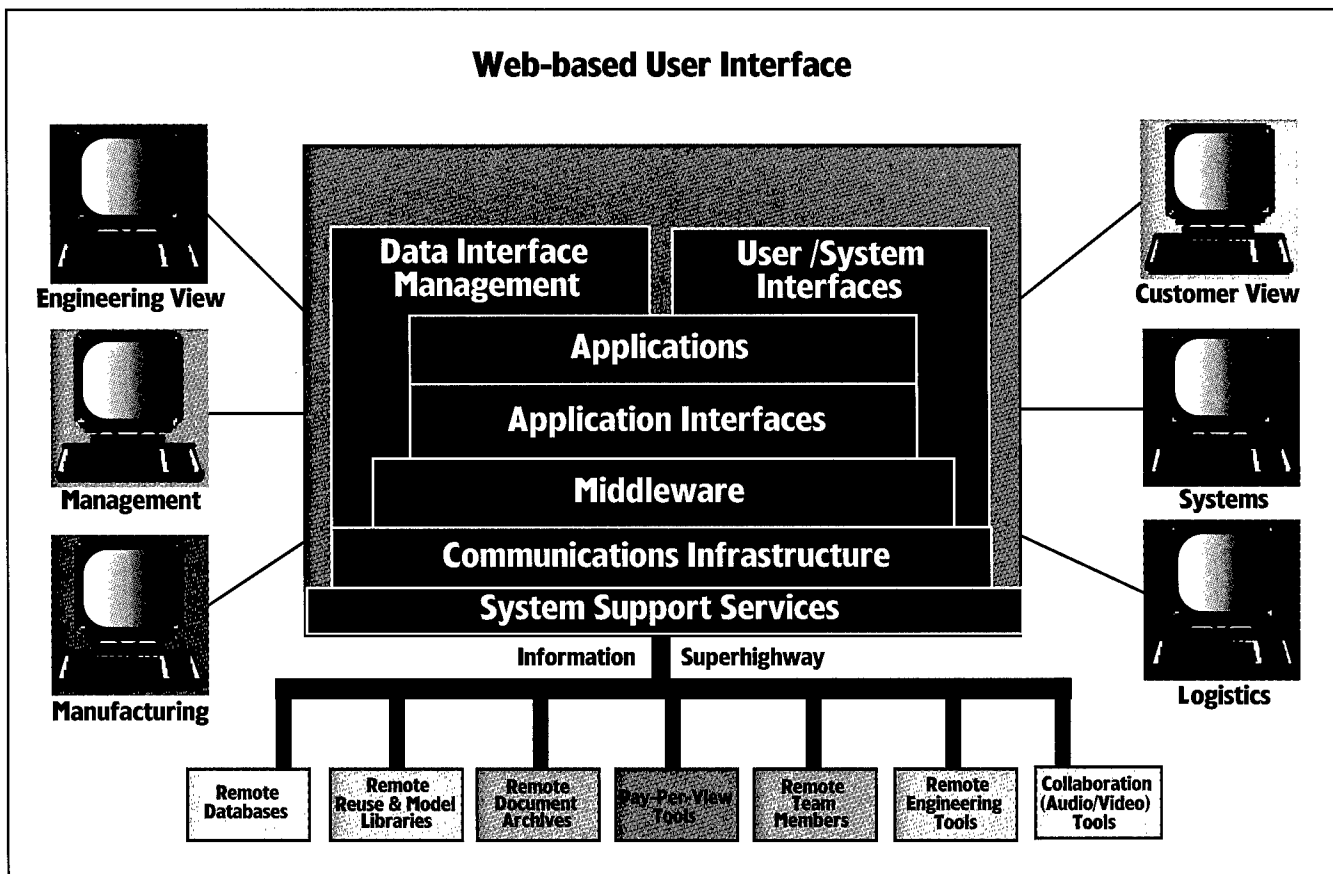 Web-based User Interface
Engineering View
Management
Manufacturing
Data Interface
Management
User /System
Interfaces
Applications
Application Interfaces
Middleware
Communications Infrastructure
System Support Services
Customer View
Systems
Logistics
Information Superhighway
Remote
Databases
Remote
Reuse & Model
Libraries
Remote
Document
Archives
Pay-Per-View
Tools
Remote
Team
Members
Remote
Engineering
Tools
Collaboration
(Audio/Video)
Tools